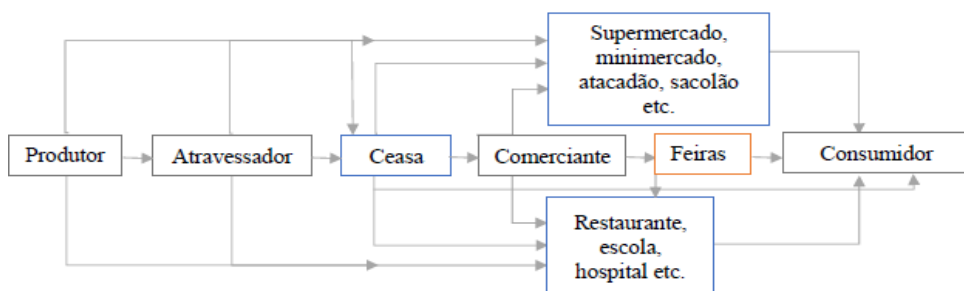 Supermercado,
minimercado,
atacadão, sacolão
etc.
Produtor
Atravessador
Ceasa
Comerciante
Feiras
Consumidor
Restaurante,
escola,
hospital etc.